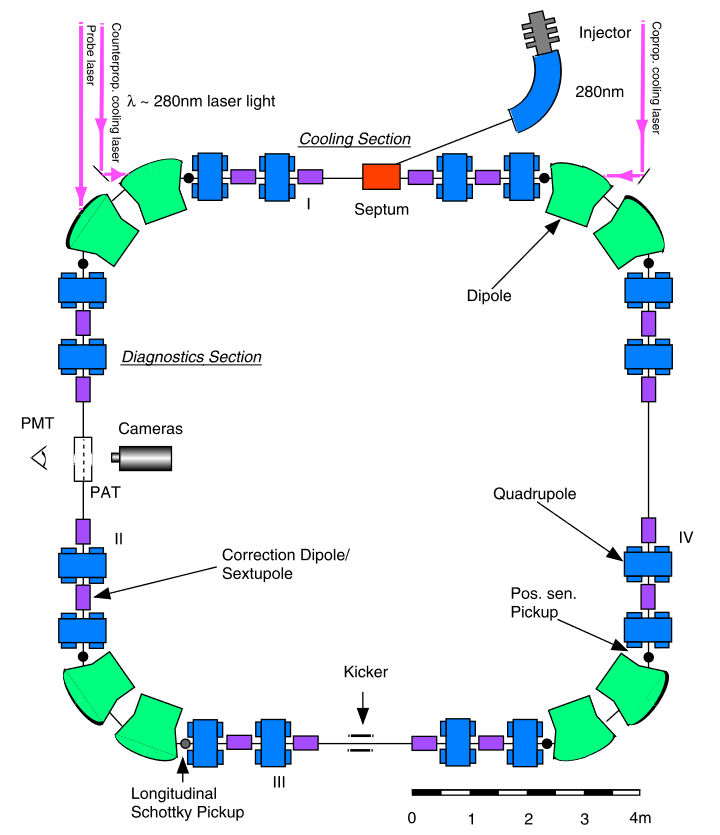 Probe laser
Counterprop. cooling laser
λ ~ 280nm laser light
Injector
280nm
Coprop. cooling laser
Cooling Section
I
Septum
Dipole
Diagnostics Section
PMT
Cameras
PAT
II
Quadrupole
IV
Correction Dipole/
Sextupole
Pos. sen.
Pickup
Kicker
III
Longitudinal
Schottky Pickup
0 1 2 3 4m